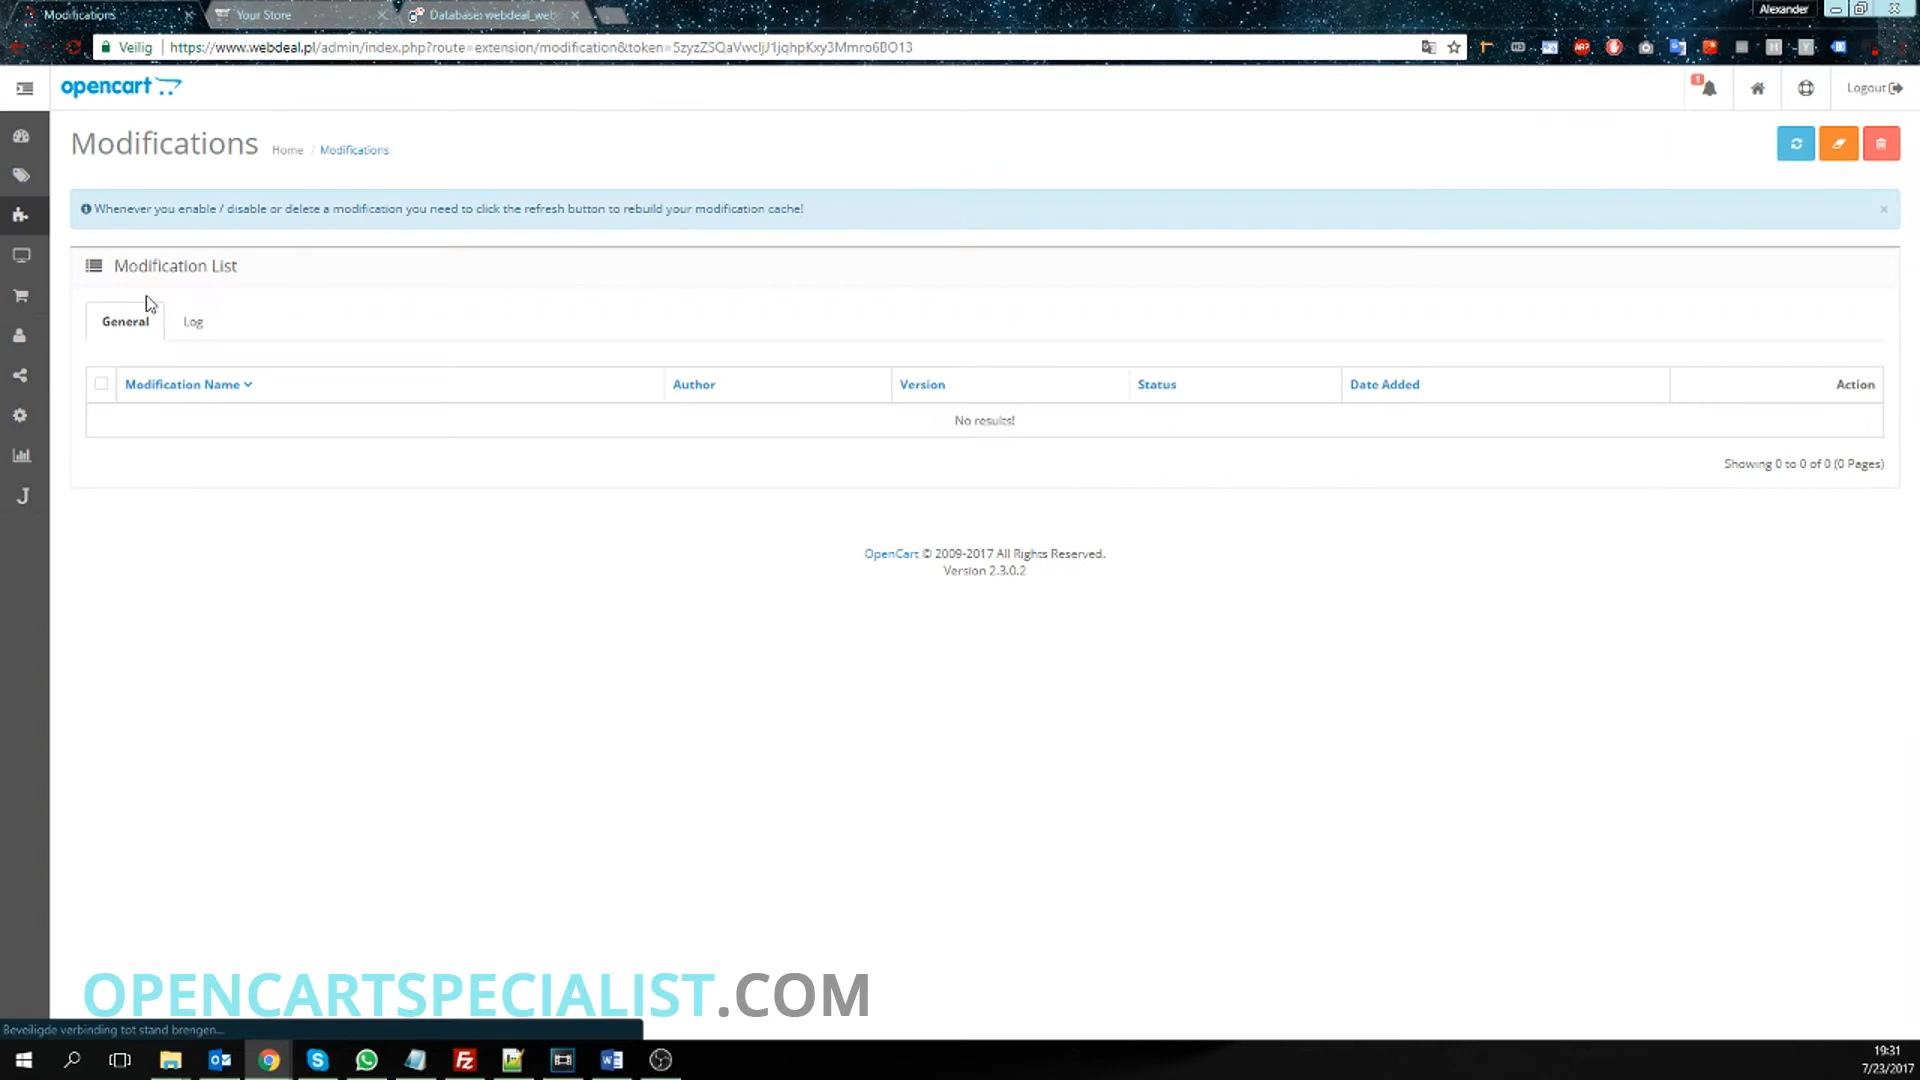 Modifications
Your Store
Database: webdeal_web
Alexander
Veilig
https://www.webdeal.pl/admin/index.php?route=extension/modification&token=
opencart
1
Logout
Modifications
Home / Modifications
Whenever you enable / disable or delete a modification you need to click the refresh button to rebuild your modification cache!
×
Modification List
General
Log
Modification Name
Author
Version
Status
Date Added
Action
No results!
Showing 0 to 0 of 0 (0 Pages)
OpenCart © 2009-2017 All Rights Reserved.
Version 2.3.0.2
OPENCARTSPECIALIST.COM
Beveiligde verbinding tot stand brengen...
19:31
7/23/2017